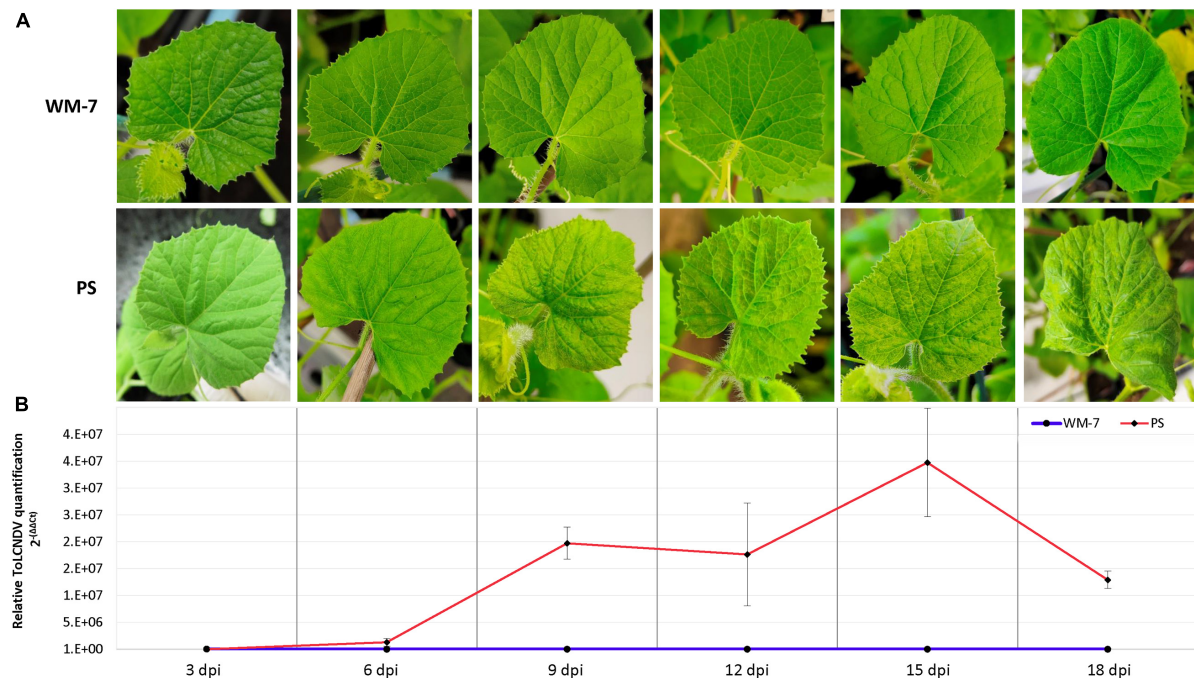 A
WM-7
PS
B
WM-7 PS
Relative ToLCNDV quantification
2-(ΔΔCt)
4.E+07
4.E+07
3.E+07
3.E+07
2.E+07
2.E+07
1.E+07
5.E+06
1.E+00
3 dpi 6 dpi 9 dpi 12 dpi 15 dpi 18 dpi